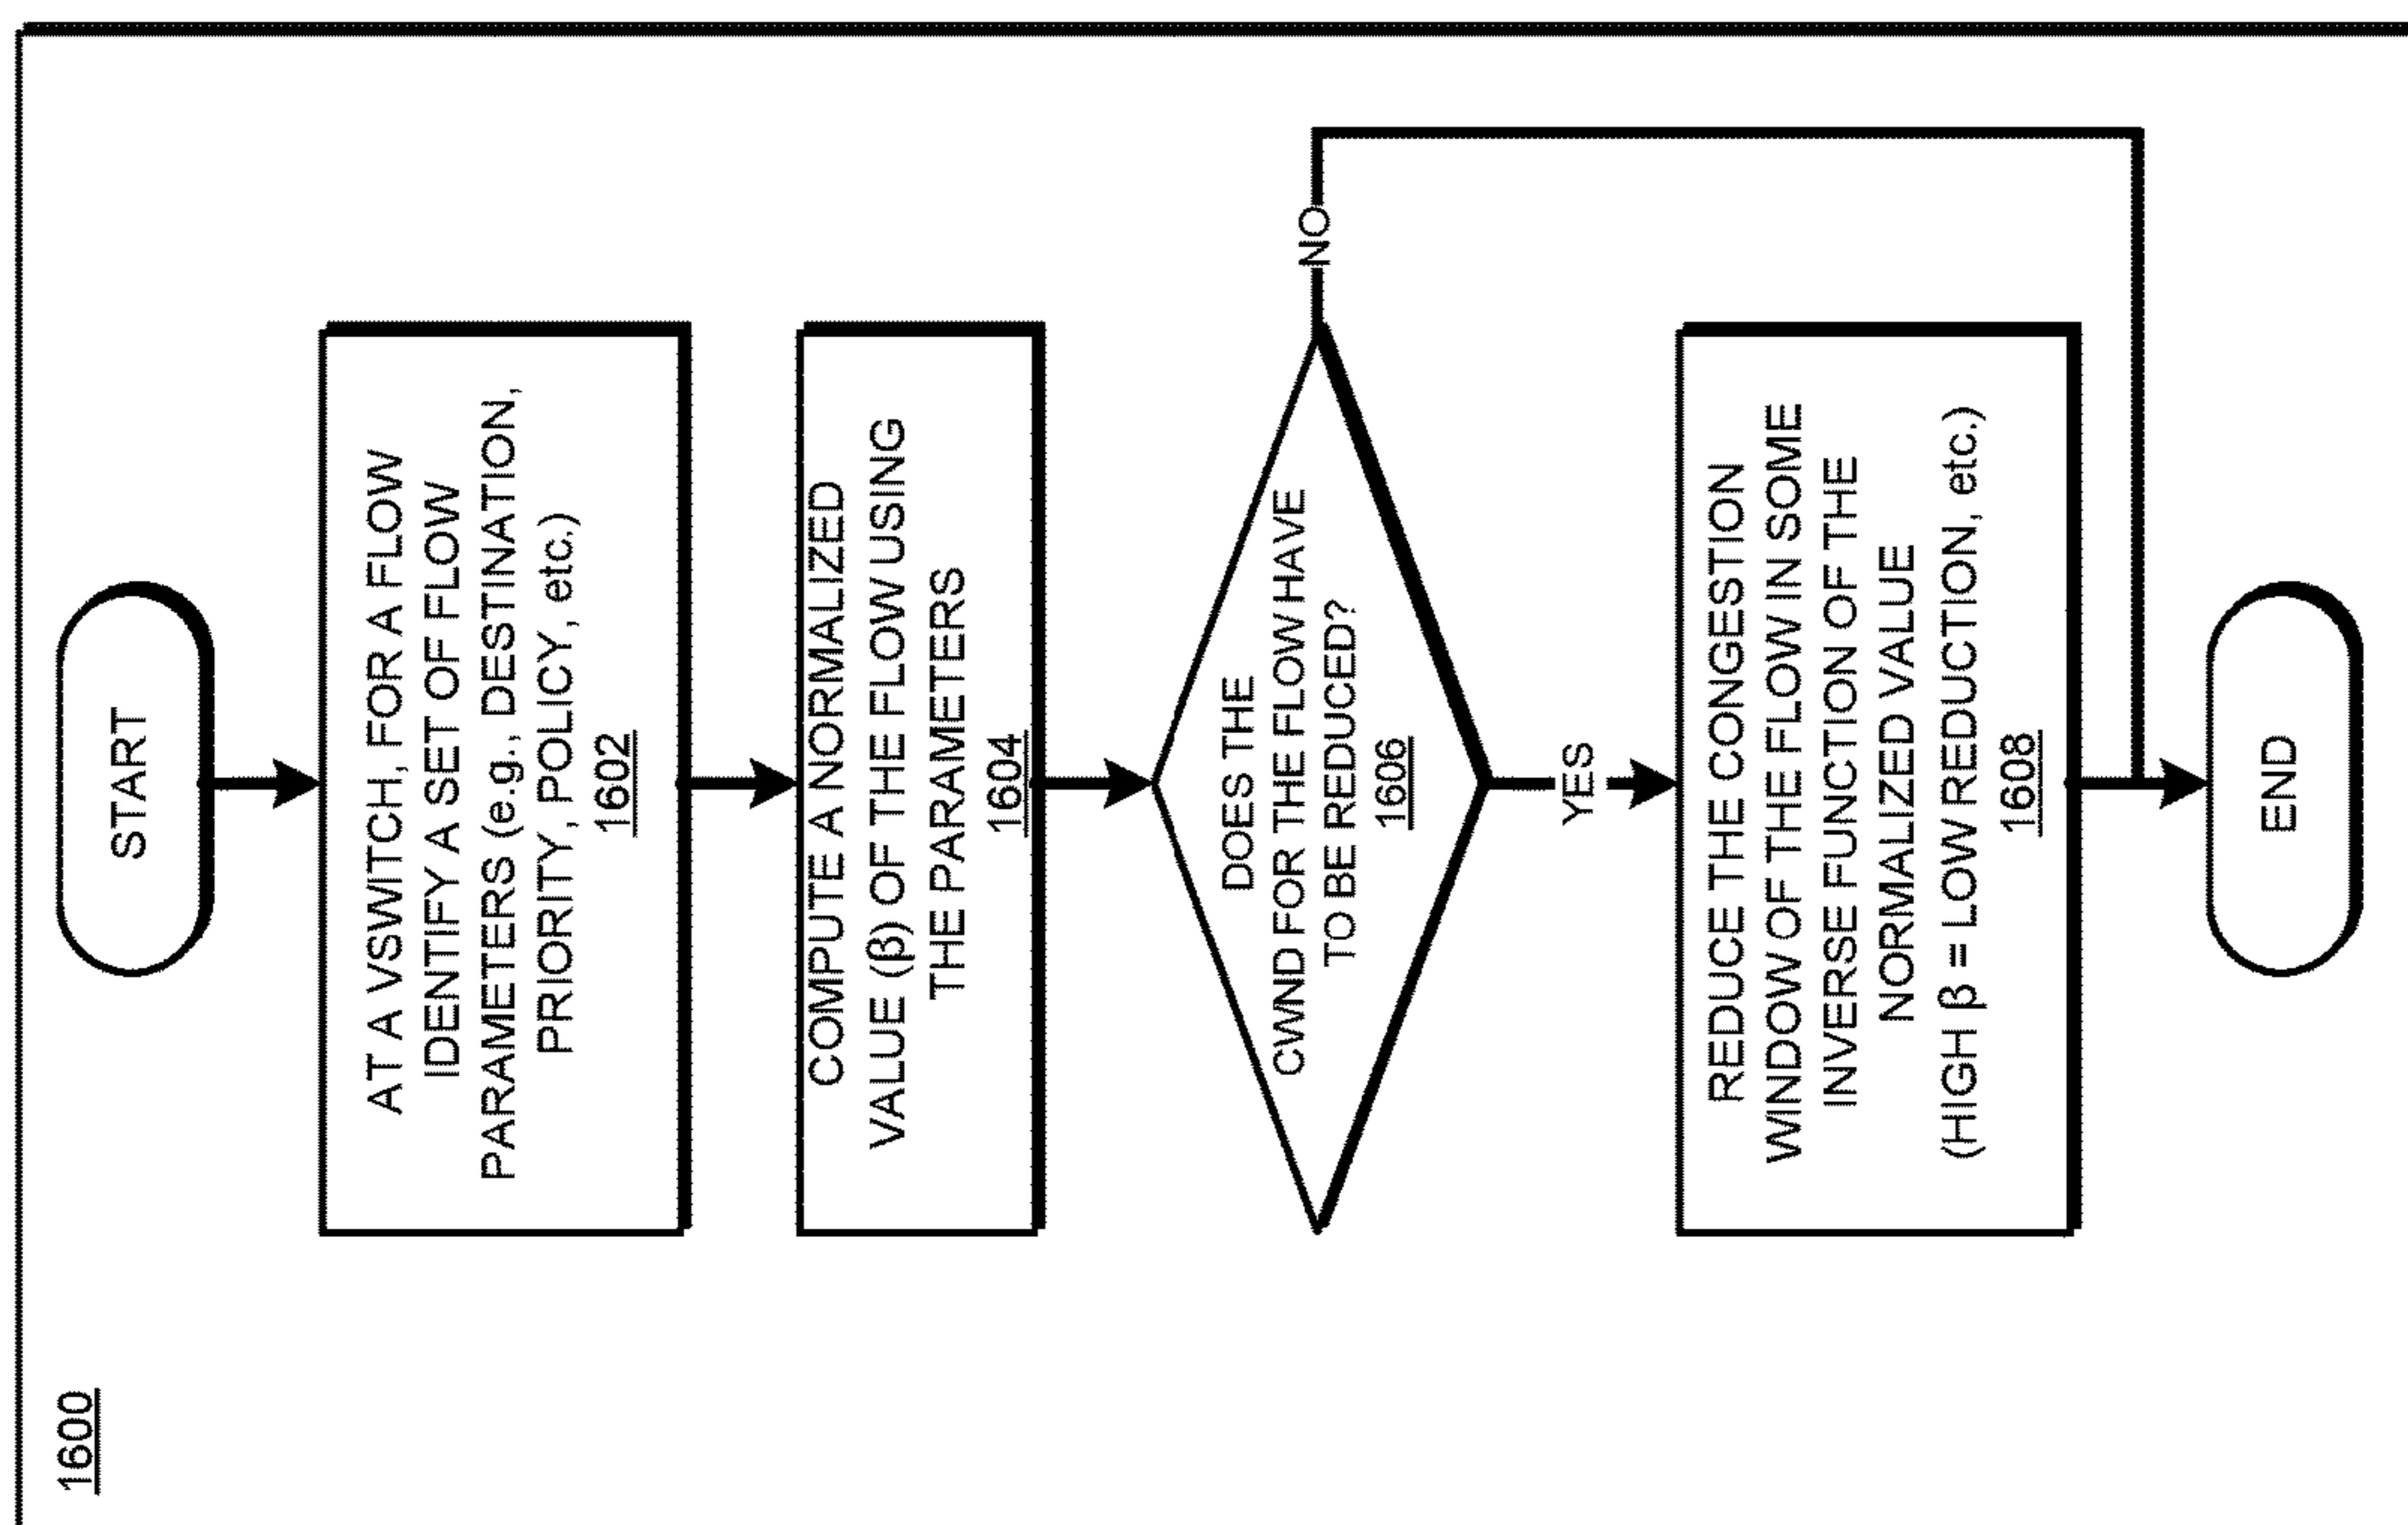 1600
START
AT A VSWITCH, FOR A FLOW
IDENTIFY A SET OF FLOW
PARAMETERS (e.g., DESTINATION,
PRIORITY, POLICY, etc.)
1602
COMPUTE A NORMALIZED
VALUE (β) OF THE FLOW USING
THE PARAMETERS
1604
DOES THE
CWND FOR THE FLOW HAVE
TO BE REDUCED?
1606
NO
YES
REDUCE THE CONGESTION
WINDOW OF THE FLOW IN SOME
INVERSE FUNCTION OF THE
NORMALIZED VALUE
(HIGH β = LOW REDUCTION, etc.)
1608
END